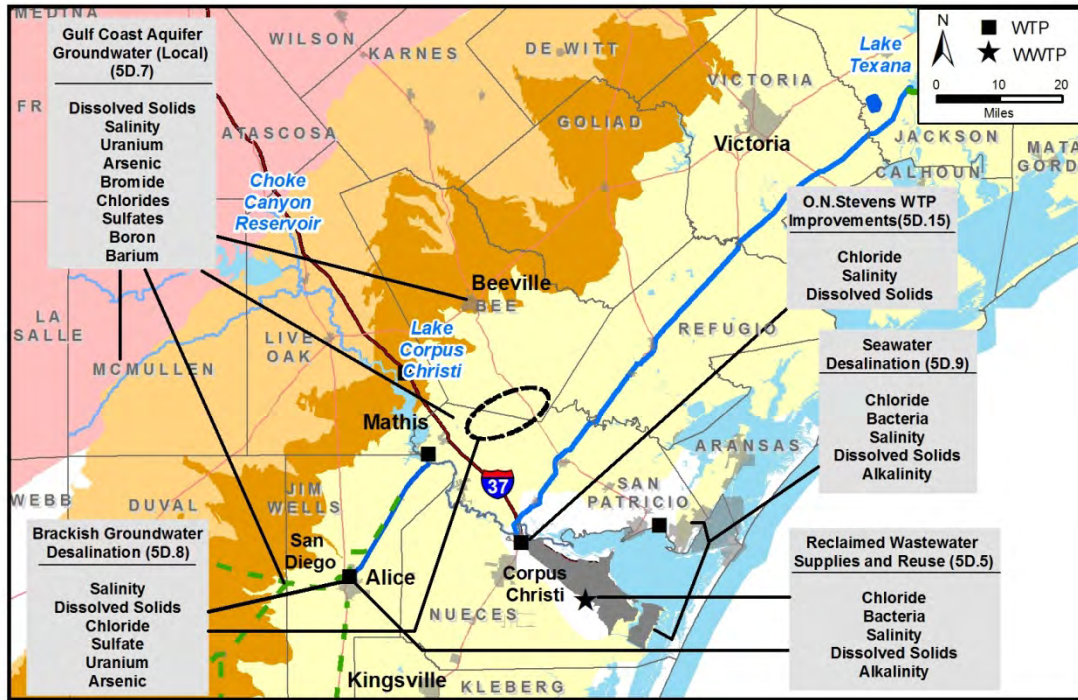 MEDINA
Gulf Coast Aquifer
Groundwater (Local)
(5D.7)
Dissolved Solids
Salinity
Uranium
Arsenic
Bromide
Chlorides
Sulfates
Boron
Barium
WILSON
KARNES
DE WITT
VICTORIA
Lake
Texana
N
WTP
WWTP
0 10 20
Miles
FR
ATASCOSA
GOLIAD
Victoria
JACKSON
MATA
GORD
CALHOUN
Choke
Canyon
Reservoir
O.N.Stevens WTP
Improvements(5D.15)
Chloride
Salinity
Dissolved Solids
Beeville
BEE
LA
SALLE
MCMULLEN
LIVE
OAK
Lake
Corpus
Christi
REFUGIO
Seawater
Desalination (5D.9)
Chloride
Bacteria
Salinity
Dissolved Solids
Alkalinity
Mathis
ARANSAS
37
SAN
PATRICIO
WEBB
DUVAL
JIM
WELLS
Brackish Groundwater
Desalination (5D.8)
Salinity
Dissolved Solids
Chloride
Sulfate
Uranium
Arsenic
San
Diego
Alice
Corpus
Christi
NUECES
Reclaimed Wastewater
Supplies and Reuse (5D.5)
Chloride
Bacteria
Salinity
Dissolved Solids
Alkalinity
Kingsville
KLEBERG